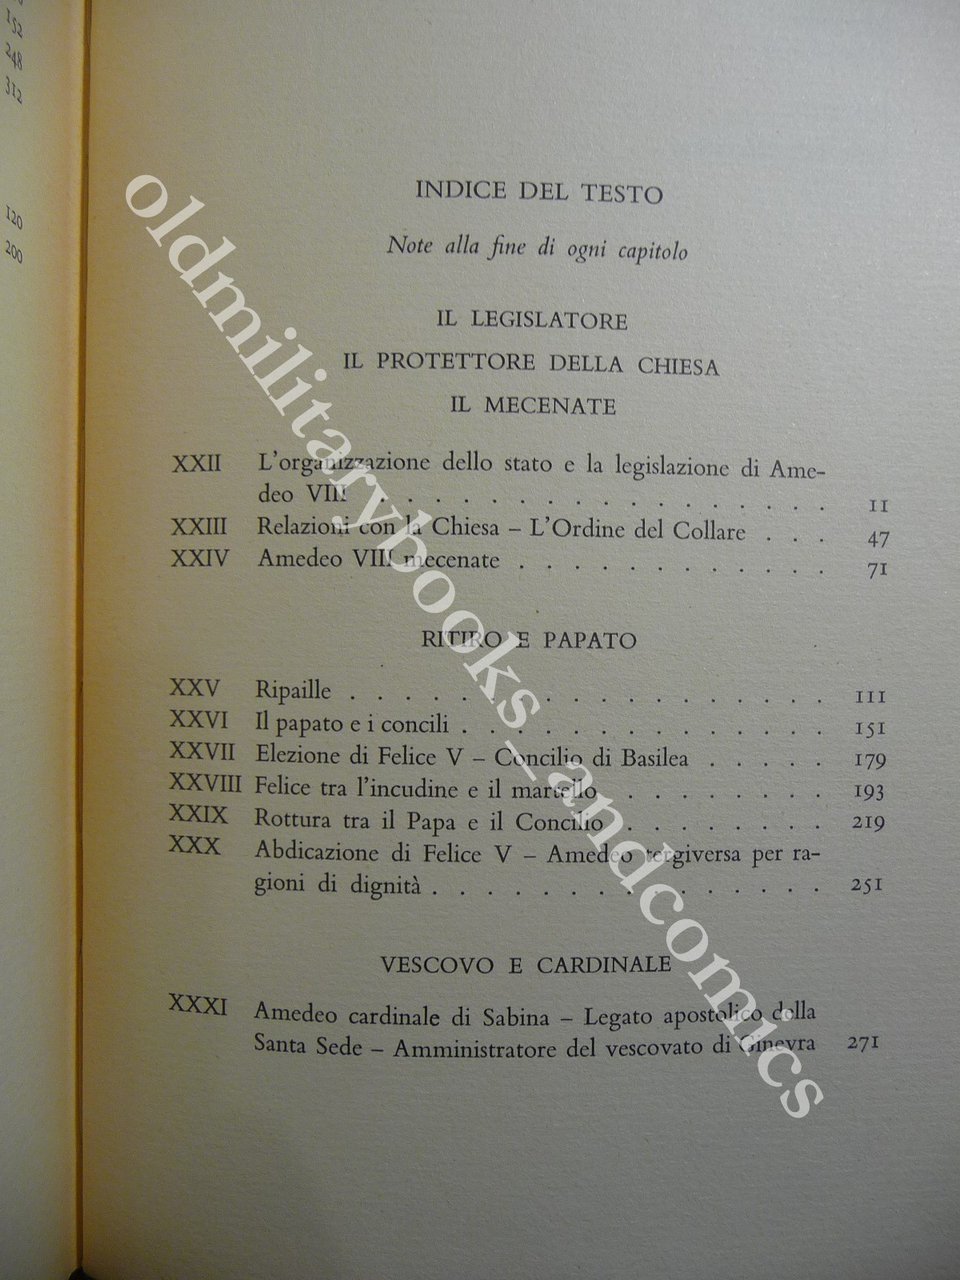 152
248
312
120
200
INDICE DEL TESTO
Note alla fine di ogni capitolo
IL LEGISLATORE
IL PROTETTORE DELLA CHIESA
IL MECENATE
XXII L'organizzazione dello stato e la legislazione di Ame-
deo VIII . . . . . . . . . . . . . . . . . 11
XXIII Relazioni con la Chiesa – L'Ordine del Collare . . . 47
XXIV Amedeo VIII mecenate . . . . . . . . . . . . 71
RITIRO E PAPATO
XXV Ripaille . . . . . . . . . . . . . . . . . . 111
XXVI Il papato e i concili . . . . . . . . . . . . . . 151
XXVII Elezione di Felice V – Concilio di Basilea . . . . . 179
XXVIII Felice tra l'incudine e il martello . . . . . . . . 193
XXIX Rottura tra il Papa e il Concilio . . . . . . . . 219
XXX Abdicazione di Felice V – Amedeo tergiversa per ra-
gioni di dignità . . . . . . . . . . . . . . . 251
VESCOVO E CARDINALE
XXXI Amedeo cardinale di Sabina – Legato apostolico della
Santa Sede – Amministratore del vescovato di Ginevra 271
oldmilitarybooks_andcomics